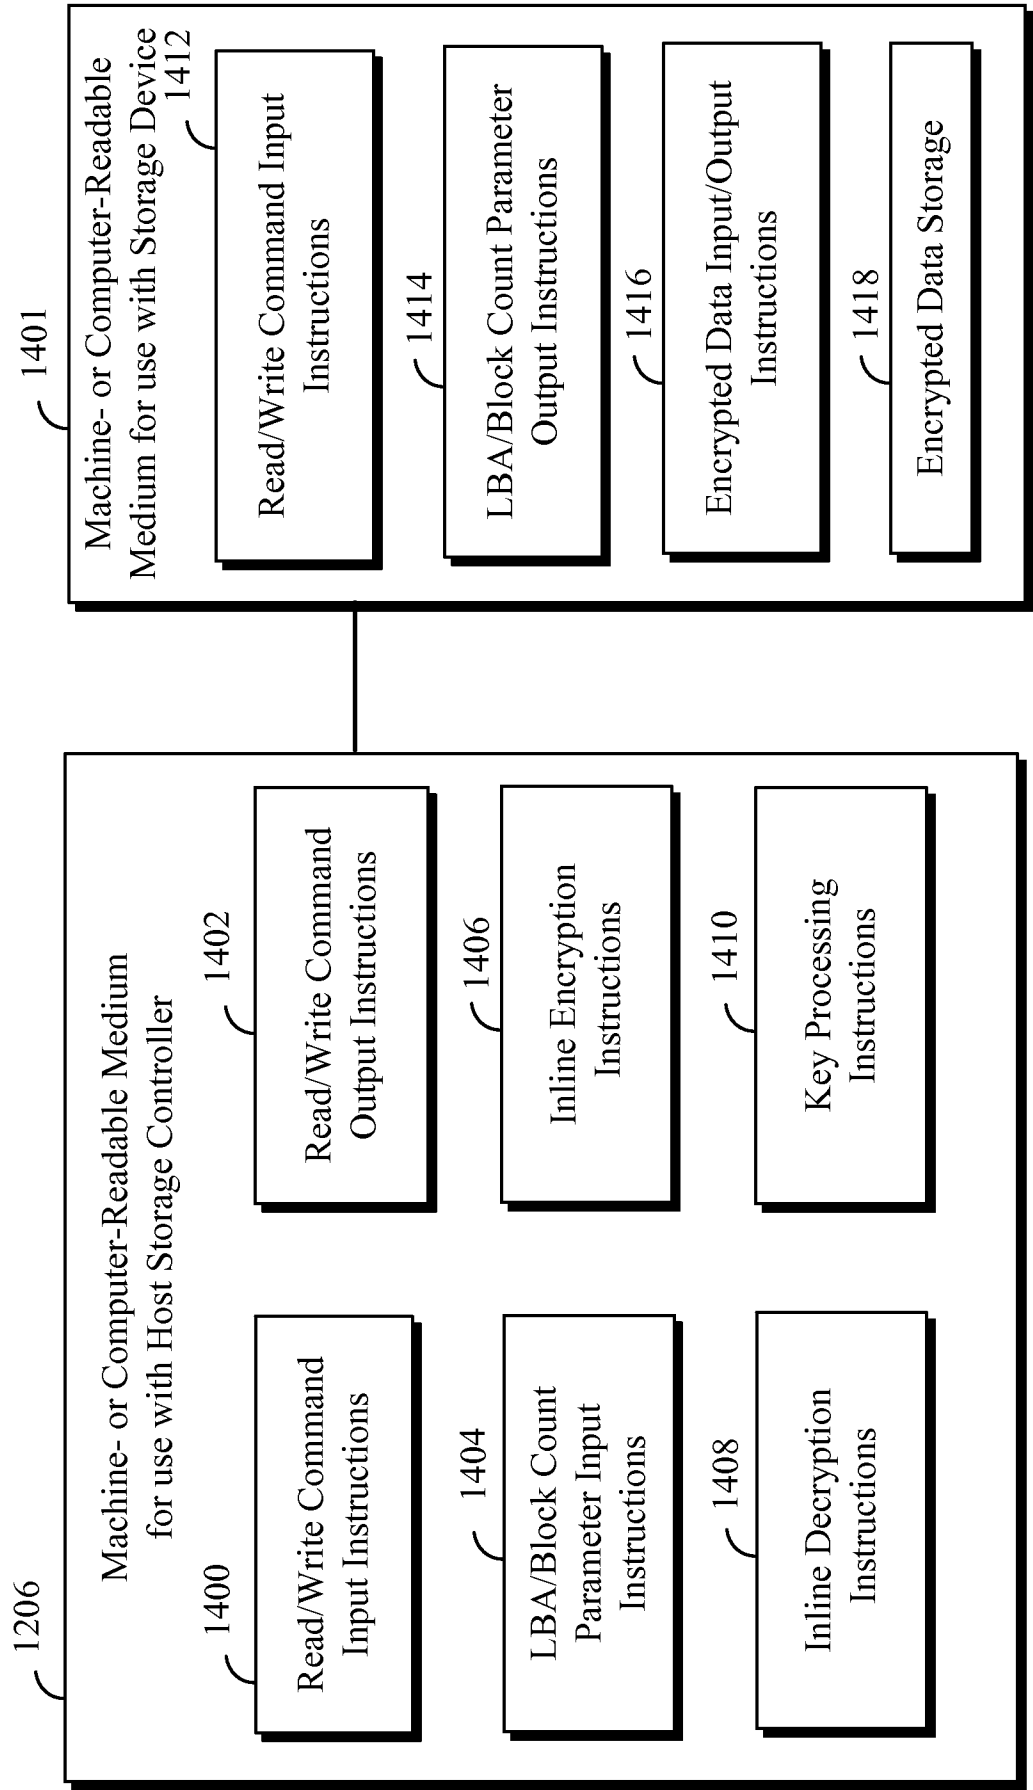 1206
Machine- or Computer-Readable Medium
for use with Host Storage Controller
1400
Read/Write Command
Input Instructions
1402
Read/Write Command
Output Instructions
1404
LBA/Block Count
Parameter Input
Instructions
1406
Inline Encryption
Instructions
1408
Inline Decryption
Instructions
1410
Key Processing
Instructions
1401
Machine- or Computer-Readable
Medium for use with Storage Device
1412
Read/Write Command Input
Instructions
1414
LBA/Block Count Parameter
Output Instructions
1416
Encrypted Data Input/Output
Instructions
1418
Encrypted Data Storage